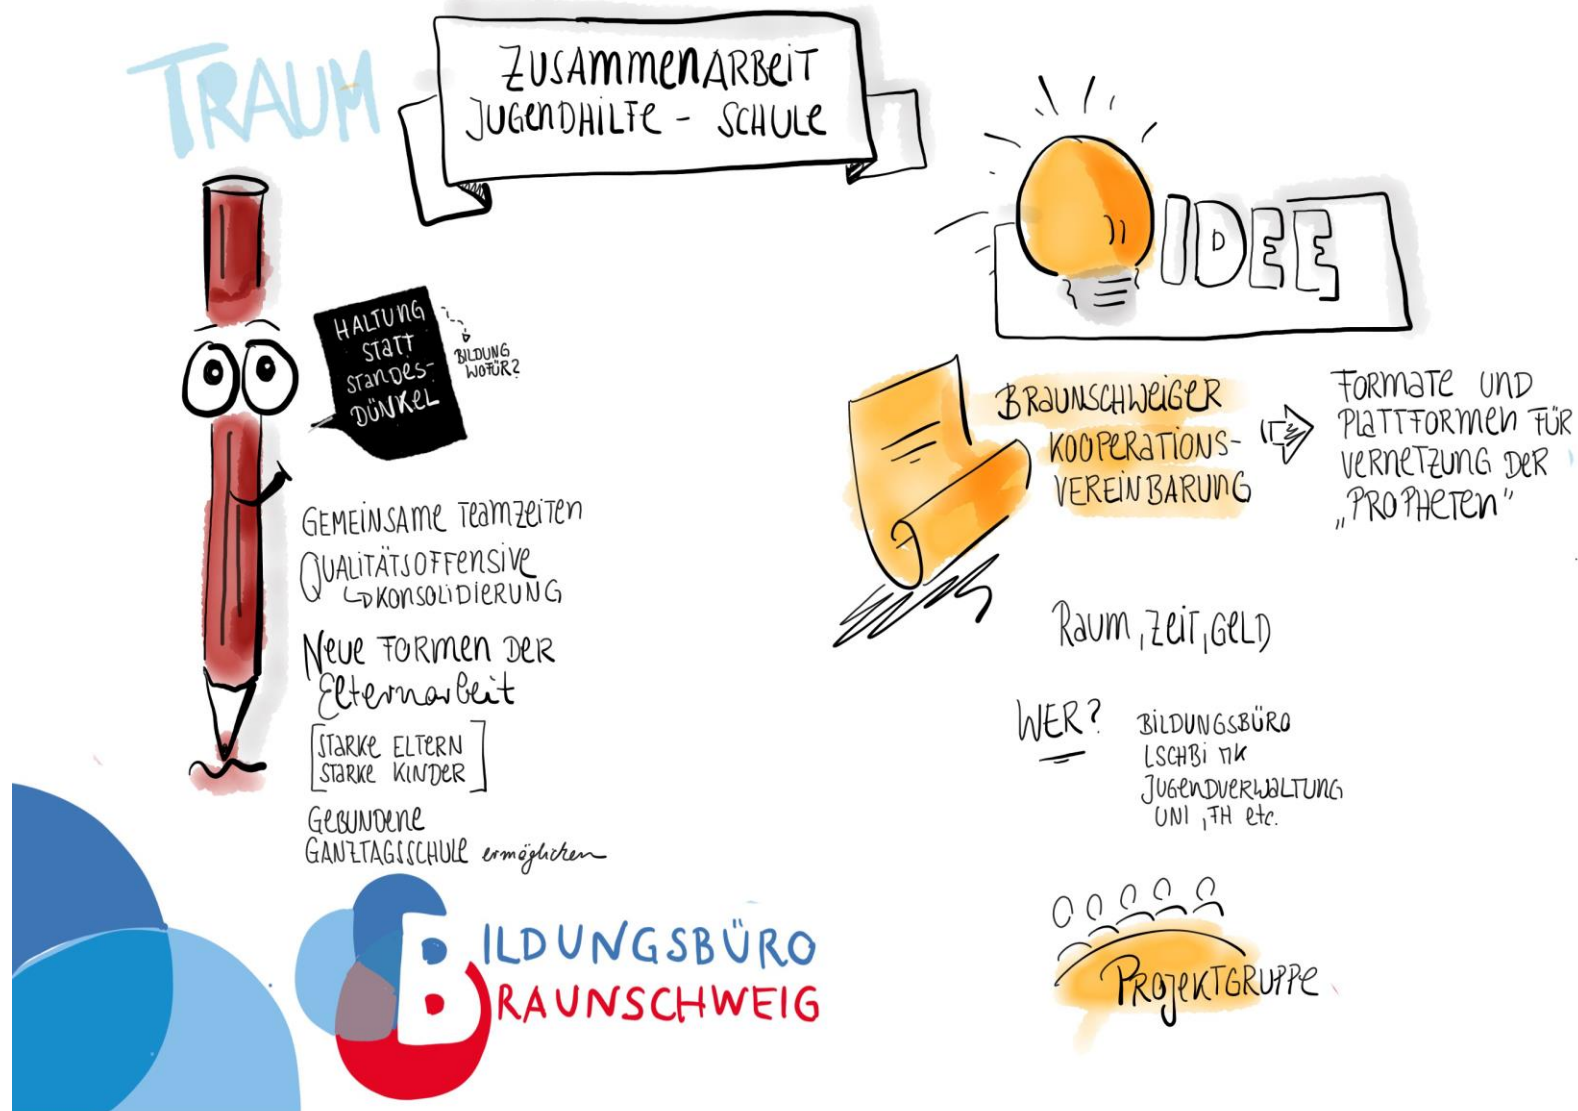 TRAUM
ZUSAMMENARBEIT
JUGENDHILFE - SCHULE
HALTUNG
STATT
STANDES-
DÜNKEL
BILDUNG
WOFÜR?
GEMEINSAME TEAMZEITEN
QUALITÄTSOFFENSIVE
KONSOLIDIERUNG
NEUE FORMEN DER
Elternarbeit
[STARKE ELTERN
STARKE KINDER]
GEBUNDENE
GANZTAGSSCHULE ermöglichen
BILDUNGSBÜRO
BRAUNSCHWEIG
IDEE
BRAUNSCHWEIGER
KOOPERATIONS-
VEREINBARUNG
FORMATE UND
PLATTFORMEN FÜR
VERNETZUNG DER
„PROPHETEN"
RAUM, ZEIT, GELD
WER?
BILDUNGSBÜRO
LSCHB; MK
JUGENDVERWALTUNG
UNI, FH etc.
PROJEKTGRUPPE